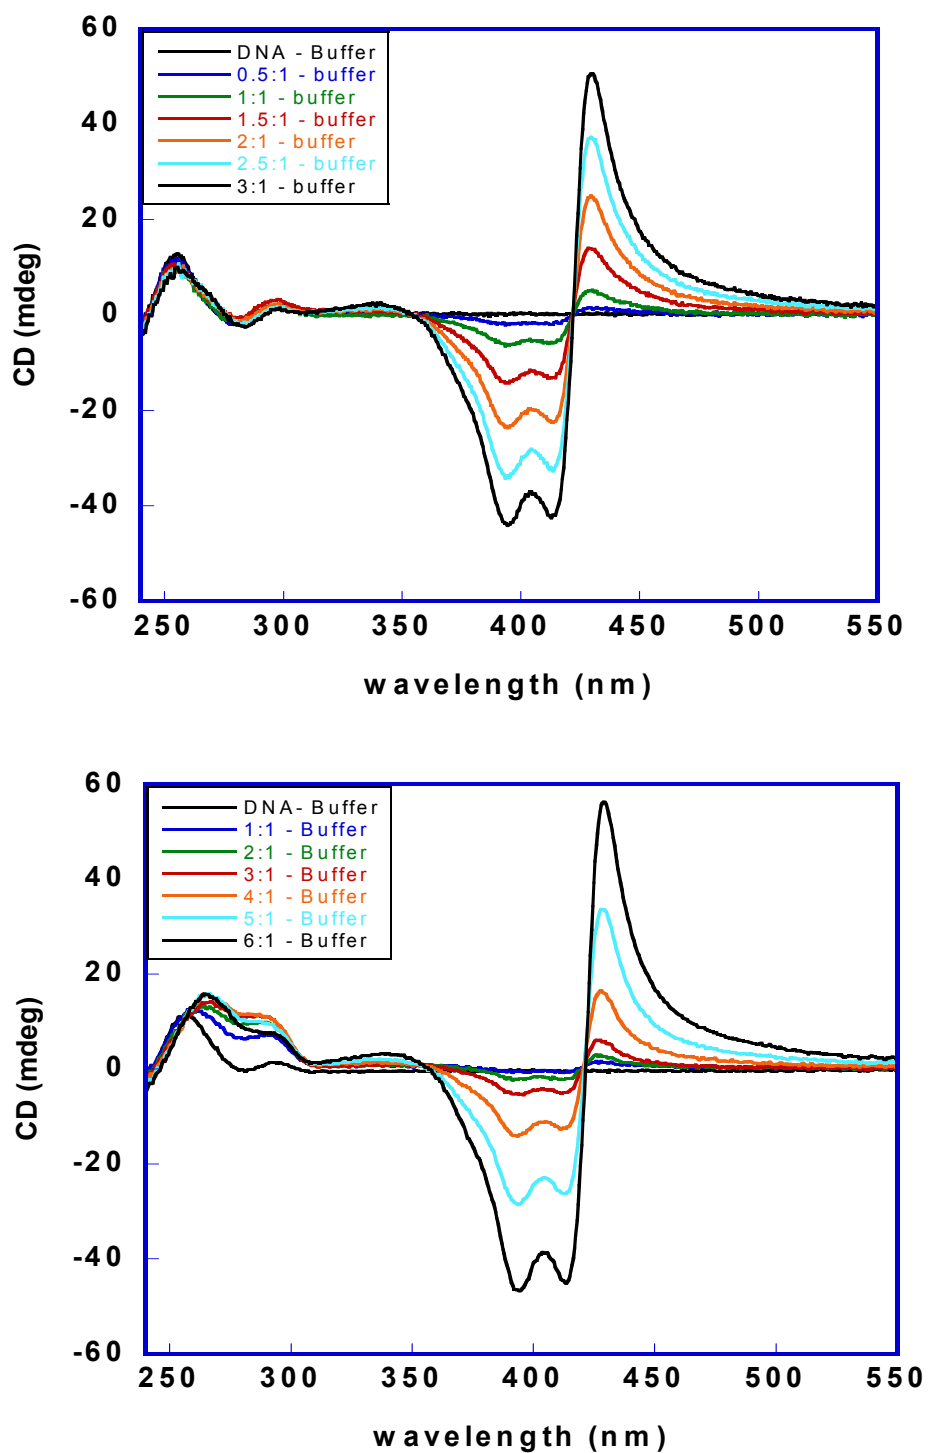 60
DNA - Buffer
0.5:1 - buffer
1:1 - buffer
1.5:1 - buffer
2:1 - buffer
2.5:1 - buffer
3:1 - buffer
40
20
0
-20
-40
-60
CD (mdeg)
250 300 350 400 450 500 550
wavelength (nm)
60
DNA- Buffer
1:1 - Buffer
2:1 - Buffer
3:1 - Buffer
4:1 - Buffer
5:1 - Buffer
6:1 - Buffer
40
20
0
-20
-40
-60
CD (mdeg)
250 300 350 400 450 500 550
wavelength (nm)